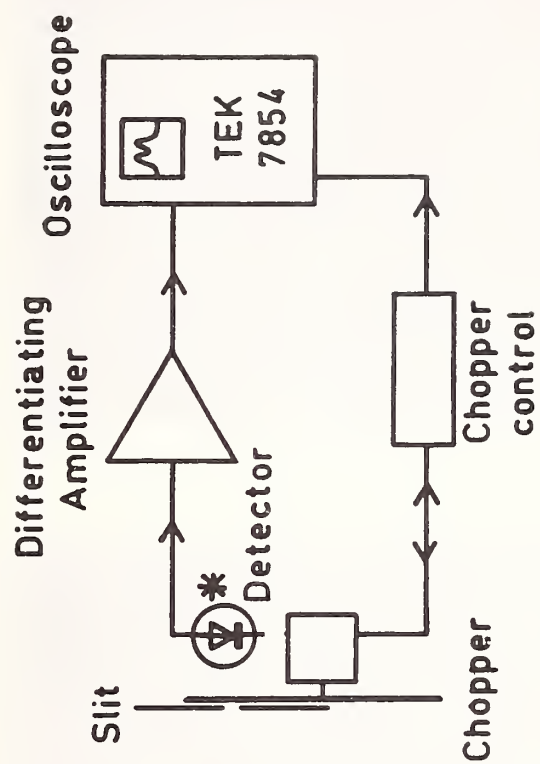 Slit
Differentiating
Amplifier
Oscilloscope
TEK
7854
*
Detector
Chopper
Chopper
control